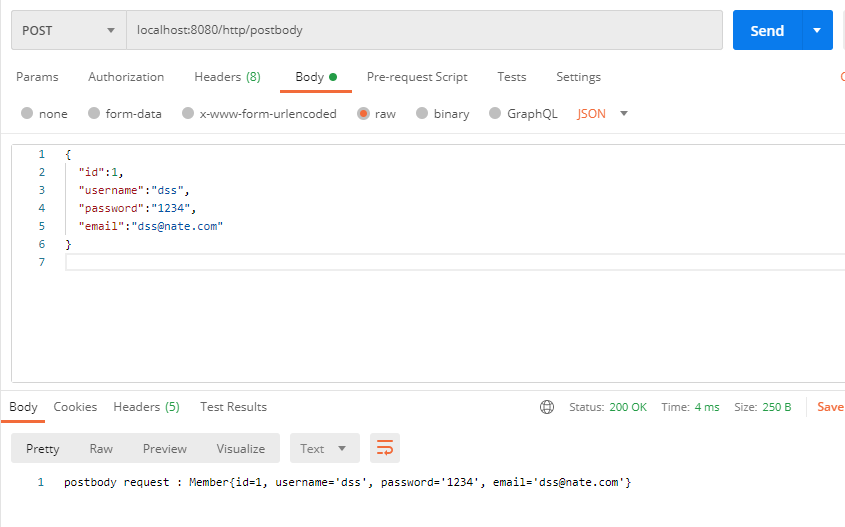 POST localhost:8080/http/postbody Send
Params Authorization Headers (8) Body Pre-request Script Tests Settings
none form-data x-www-form-urlencoded raw binary GraphQL JSON
1 {
2 "id":1,
3 "username":"dss",
4 "password":"1234",
5 "email":"dss@nate.com"
6 }
7
Body Cookies Headers (5) Test Results Status: 200 OK Time: 4 ms Size: 250 B Save
Pretty Raw Preview Visualize Text
1 postbody request : Member{id=1, username='dss', password='1234', email='dss@nate.com'}